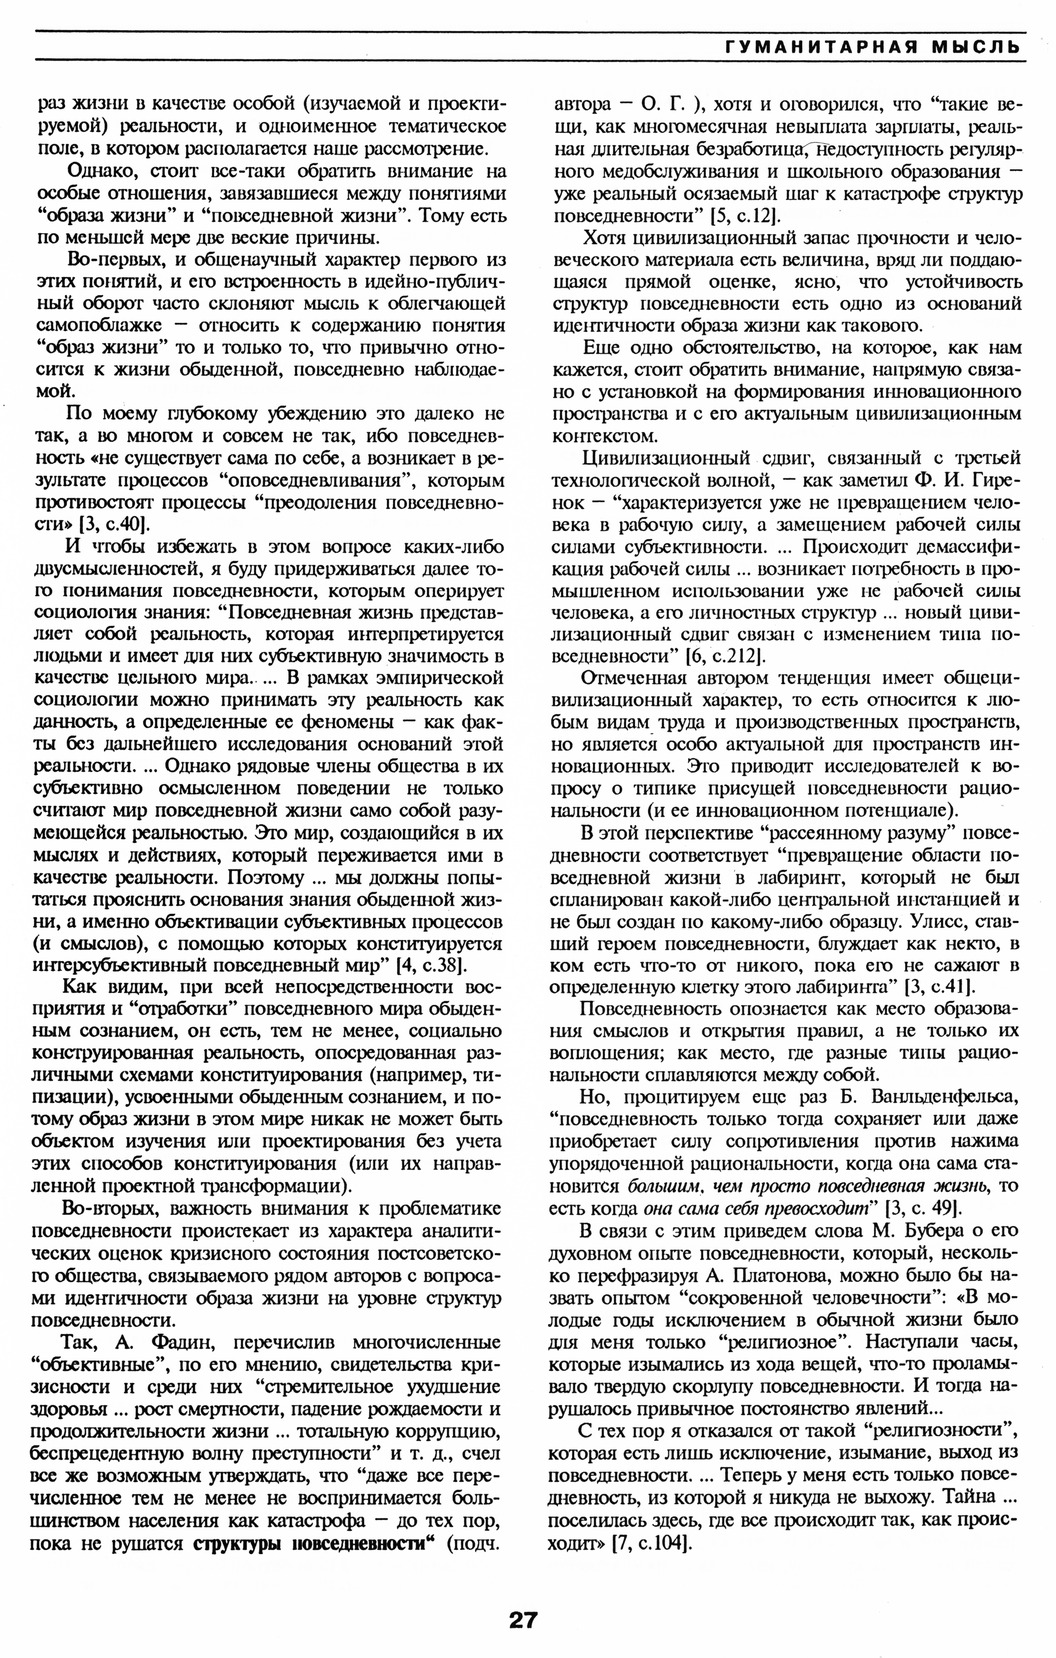 ГУМАНИТАРНАЯ МЫСЛЬ
раз жизни в качестве особой (изучаемой и проекти-
руемой) реальности, и одноименное тематическое
поле, в котором располагается наше рассмотрение.
Однако, стоит все-таки обратить внимание на
особые отношения, завязавшиеся между понятиями
“образа жизни” и “повседневной жизни”. Тому есть
по меньшей мере две веские причины.
Во-первых, и общенаучный характер первого из
этих понятий, и его встроенность в идейно-публич-
ный оборот часто склоняют мысль к облегчающей
самопоблажке — относить к содержанию понятия
“образ жизни” то и только то, что привычно отно-
сится к жизни обыденной, повседневно наблюдае-
мой.
По моему глубокому убеждению это далеко не
так, а во многом и совсем не так, ибо повседнев-
ность «не существует сама по себе, а возникает в ре-
зультате процессов “оповседневливания”, которым
противостоят процессы “преодоления повседневно-
сти» [3, с.40].
И чтобы избежать в этом вопросе каких-либо
двусмысленностей, я буду придерживаться далее то-
го понимания повседневности, которым оперирует
социология знания: “Повседневная жизнь представ-
ляет собой реальность, которая интерпретируется
людьми и имеет для них субъективную значимость в
качестве цельного мира. ... В рамках эмпирической
социологии можно принимать эту реальность как
данность, а определенные ее феномены — как фак-
ты без дальнейшего исследования оснований этой
реальности. ... Однако рядовые члены общества в их
субъективно осмысленном поведении не только
считают мир повседневной жизни само собой разу-
меющейся реальностью. Это мир, создающийся в их
мыслях и действиях, который переживается ими в
качестве реальности. Поэтому ... мы должны попы-
таться прояснить основания знания обыденной жиз-
ни, а именно объективации субъективных процессов
(и смыслов), с помощью которых конституируется
интерсубъективный повседневный мир” [4, с.38].
Как видим, при всей непосредственности вос-
приятия и “отработки” повседневного мира обыден-
ным сознанием, он есть, тем не менее, социально
конструированная реальность, опосредованная раз-
личными схемами конституирования (например, ти-
пизации), усвоенными обыденным сознанием, и по-
тому образ жизни в этом мире никак не может быть
объектом изучения или проектирования без учета
этих способов конституирования (или их направ-
ленной проектной трансформации).
Во-вторых, важность внимания к проблематике
повседневности проистекает из характера аналити-
ческих оценок кризисного состояния постсоветско-
го общества, связываемого рядом авторов с вопроса-
ми идентичности образа жизни на уровне структур
повседневности.
Так, А. Фадин, перечислив многочисленные
“объективные”, по его мнению, свидетельства кри-
зисности и среди них “стремительное ухудшение
здоровья ... рост смертности, падение рождаемости и
продолжительности жизни ... тотальную коррупцию,
беспрецедентную волну преступности” и т. д., счел
все же возможным утверждать, что “даже все пере-
численное тем не менее не воспринимается боль-
шинством населения как катастрофа — до тех пор,
пока не рушатся структуры повседневности“ (подч.
автора — О. Г. ), хотя и оговорился, что “такие ве-
щи, как многомесячная невыплата зарплаты, реаль-
ная длительная безработица, недоступность регуляр-
ного медобслуживания и школьного образования —
уже реальный осязаемый шаг к катастрофе структур
повседневности” [5, с.12].
Хотя цивилизационный запас прочности и чело-
веческого материала есть величина, вряд ли поддаю-
щаяся прямой оценке, ясно, что устойчивость
структур повседневности есть одно из оснований
идентичности образа жизни как такового.
Еще одно обстоятельство, на которое, как нам
кажется, стоит обратить внимание, напрямую связа-
но с установкой на формирования инновационного
пространства и с его актуальным цивилизационным
контекстом.
Цивилизационный сдвиг, связанный с третьей
технологической волной, — как заметил Ф. И. Гире-
нок — “характеризуется уже не превращением чело-
века в рабочую силу, а замещением рабочей силы
силами субъективности. ... Происходит демассифи-
кация рабочей силы ... возникает потребность в про-
мышленном использовании уже не рабочей силы
человека, а его личностных структур ... новый циви-
лизационный сдвиг связан с изменением типа по-
вседневности” [6, с.212].
Отмеченная автором тенденция имеет общеци-
вилизационный характер, то есть относится к лю-
бым видам труда и производственных пространств,
но является особо актуальной для пространств ин-
новационных. Это приводит исследователей к во-
просу о типике присущей повседневности рацио-
нальности (и ее инновационном потенциале).
В этой перспективе “рассеянному разуму” повсе-
дневности соответствует “превращение области по-
вседневной жизни в лабиринт, который не был
спланирован какой-либо центральной инстанцией и
не был создан по какому-либо образцу. Улисс, став-
ший героем повседневности, блуждает как некто, в
ком есть что-то от никого, пока его не сажают в
определенную клетку этого лабиринта” [3, с.41].
Повседневность опознается как место образова-
ния смыслов и открытия правил, а не только их
воплощения; как место, где разные типы рацио-
нальности сплавляются между собой.
Но, процитируем еще раз Б. Ванльденфельса,
“повседневность только тогда сохраняет или даже
приобретает силу сопротивления против нажима
упорядоченной рациональности, когда она сама ста-
новится большим, чем просто повседневная жизнь, то
есть когда она сама себя превосходит” [3, с. 49].
В связи с этим приведем слова М. Бубера о его
духовном опыте повседневности, который, несколь-
ко перефразируя А. Платонова, можно было бы на-
звать опытом “сокровенной человечности”: «В мо-
лодые годы исключением в обычной жизни было
для меня только “религиозное”. Наступали часы,
которые изымались из хода вещей, что-то проламы-
вало твердую скорлупу повседневности. И тогда на-
рушалось привычное постоянство явлений...
С тех пор я отказался от такой “религиозности”,
которая есть лишь исключение, изымание, выход из
повседневности. ... Теперь у меня есть только повсе-
дневность, из которой я никуда не выхожу. Тайна ...
поселилась здесь, где все происходит так, как проис-
ходит» [7, с.104].
27